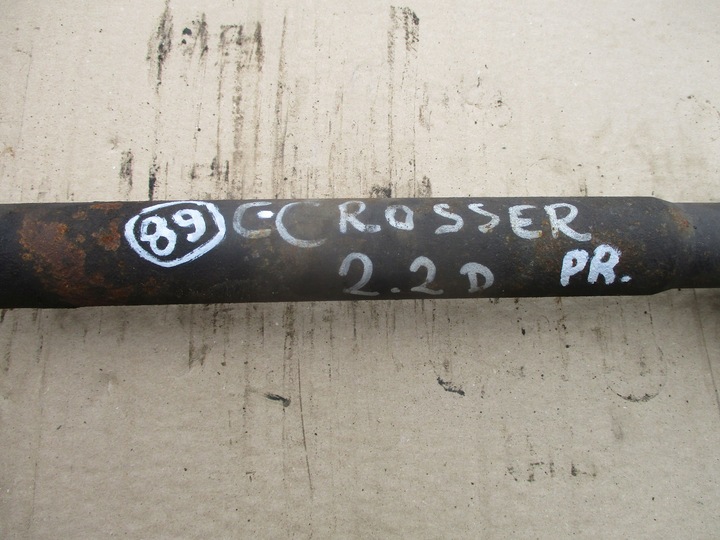 89 C-CROSSER
2.2D PR.